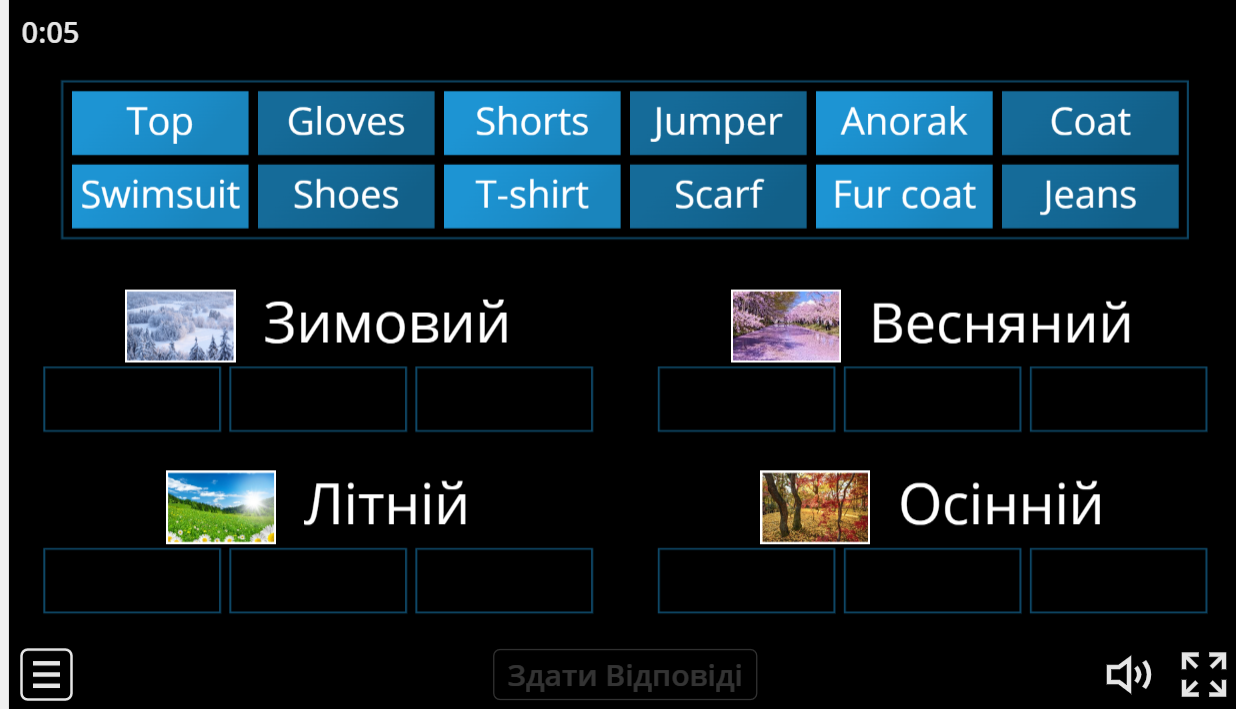 0:05
Top Gloves Shorts Jumper Anorak Coat
Swimsuit Shoes T-shirt Scarf Fur coat Jeans
Зимовий Весняний
Літній Осінній
Здати Відповіді